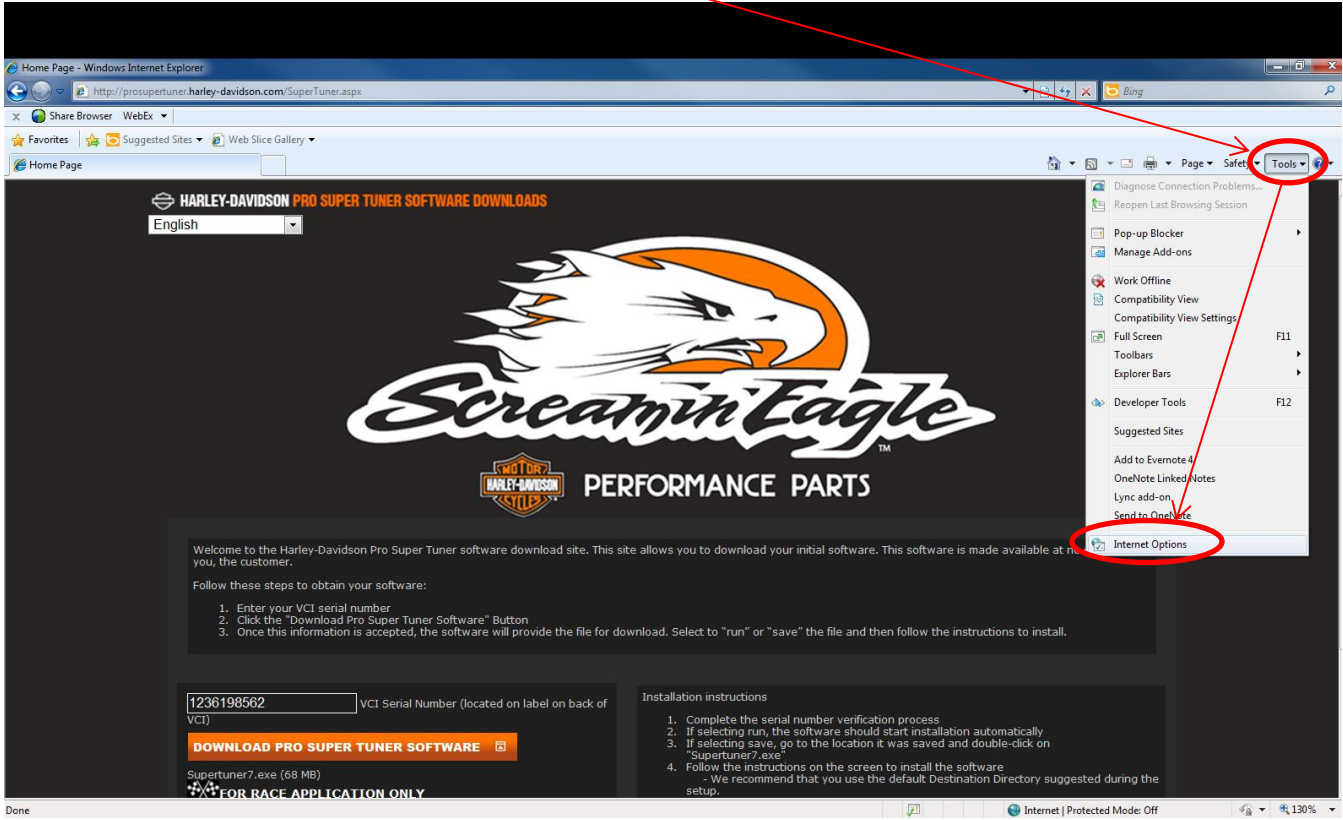 Home Page - Windows Internet Explorer
http://prosupertuner.harley-davidson.com/SuperTuner.aspx
Bing
x Share Browser WebEx
Favorites Suggested Sites Web Slice Gallery
Home Page
Page Safety Tools
HARLEY-DAVIDSON PRO SUPER TUNER SOFTWARE DOWNLOADS
English
Diagnose Connection Problems...
Reopen Last Browsing Session
Pop-up Blocker
Manage Add-ons
Work Offline
Compatibility View
Compatibility View Settings
Full Screen F11
Toolbars
Explorer Bars
Developer Tools F12
Suggested Sites
Add to Evernote 4
OneNote Linked Notes
Lync add-on
Send to OneNote
Internet Options
Screamin' Eagle
TM
MOTOR
HARLEY-DAVIDSON
CYCLES
PERFORMANCE PARTS
Welcome to the Harley-Davidson Pro Super Tuner software download site. This site allows you to download your initial software. This software is made available at
you, the customer.
Follow these steps to obtain your software:
1. Enter your VCI serial number
2. Click the "Download Pro Super Tuner Software" Button
3. Once this information is accepted, the software will provide the file for download. Select to “run” or “save” the file and then follow the instructions to install.
1236198562 VCI Serial Number (located on label on back of
VCI)
DOWNLOAD PRO SUPER TUNER SOFTWARE
Supertuner7.exe (68 MB)
FOR RACE APPLICATION ONLY
Installation instructions
1. Complete the serial number verification process
2. If selecting run, the software should start installation automatically
3. If selecting save, go to the location it was saved and double-click on
"Supertuner7.exe"
4. Follow the instructions on the screen to install the software
- We recommend that you use the default Destination Directory suggested during the
setup.
Done
Internet | Protected Mode: Off
130%